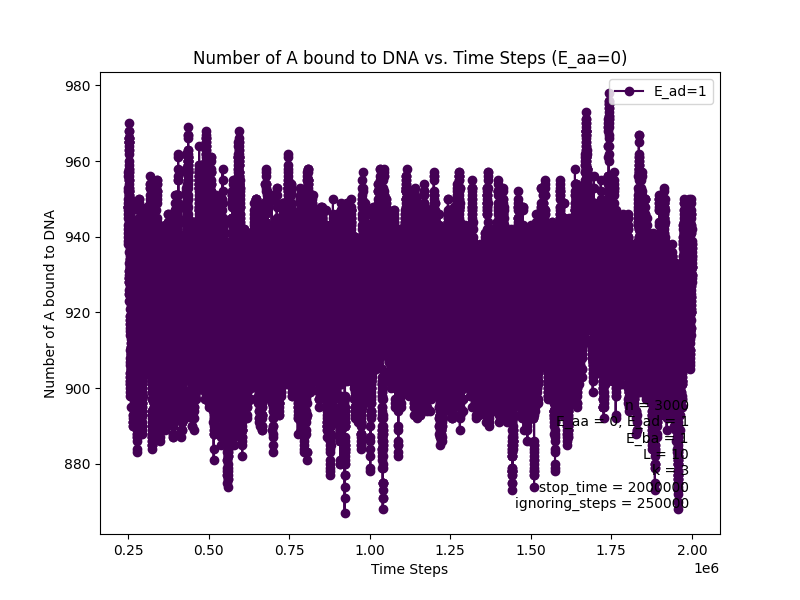 Number of A bound to DNA vs. Time Steps (E_aa=0)
E_ad=1
Number of A bound to DNA
980
960
940
920
900
880
n = 3000
E_aa = 0, E_ad = 1
E_ba = 1
L = 10
k = 3
stop_time = 2000000
ignoring_steps = 250000
0.25
0.50
0.75
1.00
1.25
1.50
1.75
2.00
1e6
Time Steps